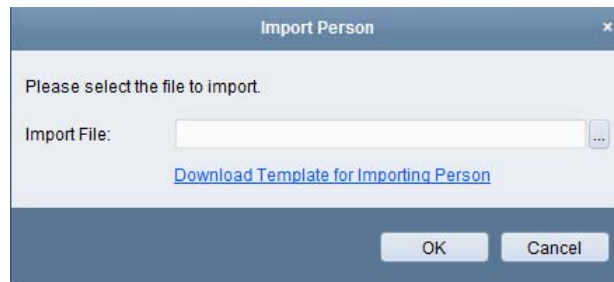 Import Person ×
Please select the file to import.
Import File: ...
Download Template for Importing Person
OK Cancel